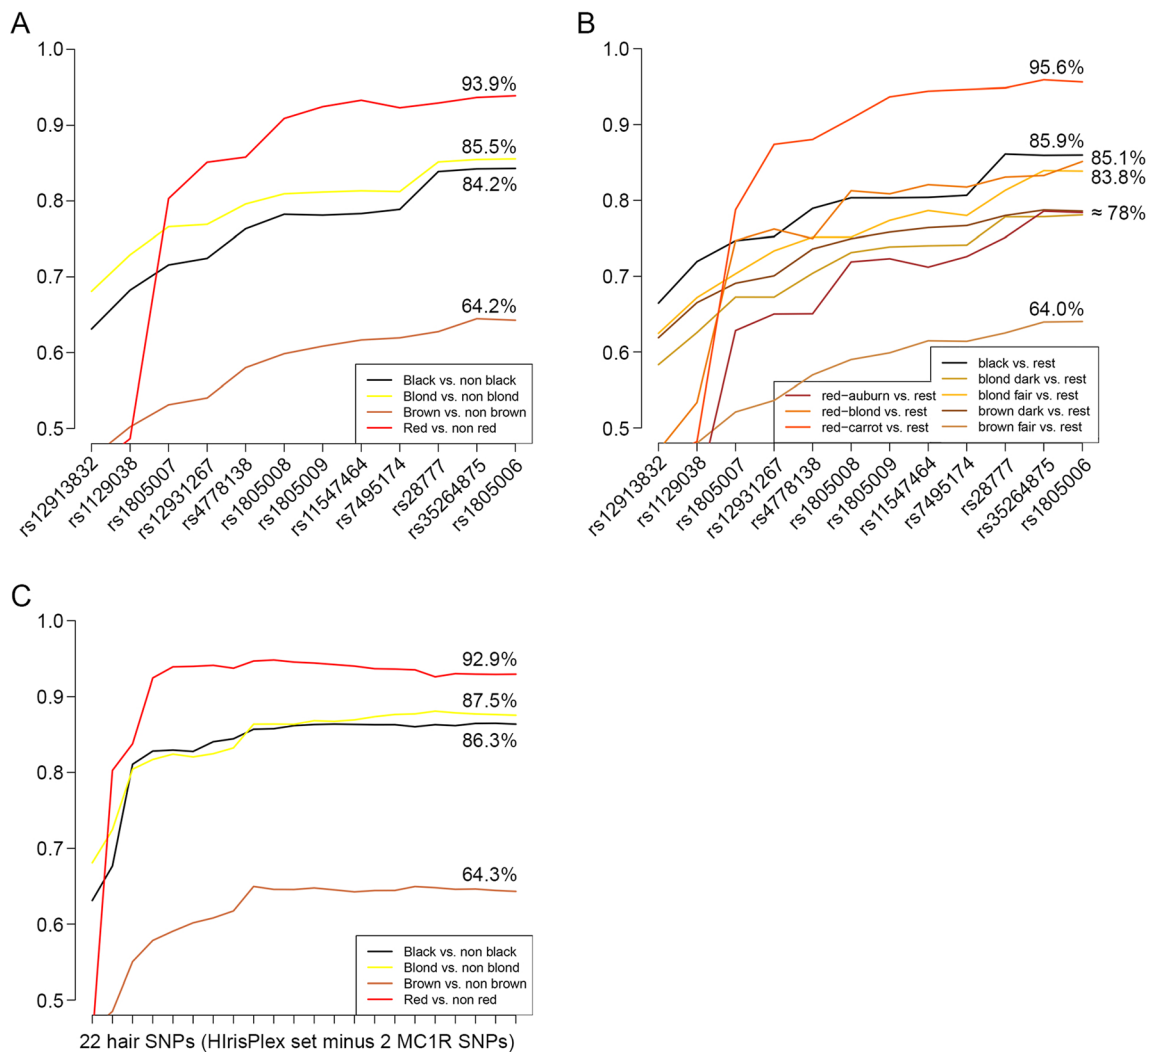 A
1.0
0.9
0.8
0.7
0.6
0.5
93.9%
85.5%
84.2%
64.2%
Black vs. non black
Blond vs. non blond
Brown vs. non brown
Red vs. non red
rs12913832
rs1129038
rs1805007
rs12931267
rs4778138
rs1805008
rs1805009
rs11547464
rs7495174
rs28777
rs35264875
rs1805006
B
1.0
0.9
0.8
0.7
0.6
0.5
95.6%
85.9%
85.1%
83.8%
≈ 78%
64.0%
red-auburn vs. rest
red-blond vs. rest
red-carrot vs. rest
black vs. rest
blond dark vs. rest
blond fair vs. rest
brown dark vs. rest
brown fair vs. rest
rs12913832
rs1129038
rs1805007
rs12931267
rs4778138
rs1805008
rs1805009
rs11547464
rs7495174
rs28777
rs35264875
rs1805006
C
1.0
0.9
0.8
0.7
0.6
0.5
92.9%
87.5%
86.3%
64.3%
Black vs. non black
Blond vs. non blond
Brown vs. non brown
Red vs. non red
22 hair SNPs (HIrisPlex set minus 2 MC1R SNPs)